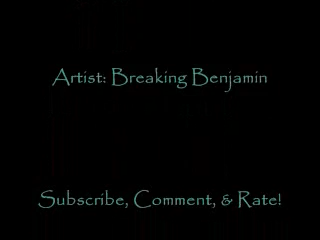 Artist: Breaking Benjamin
Subscribe, Comment, & Rate!